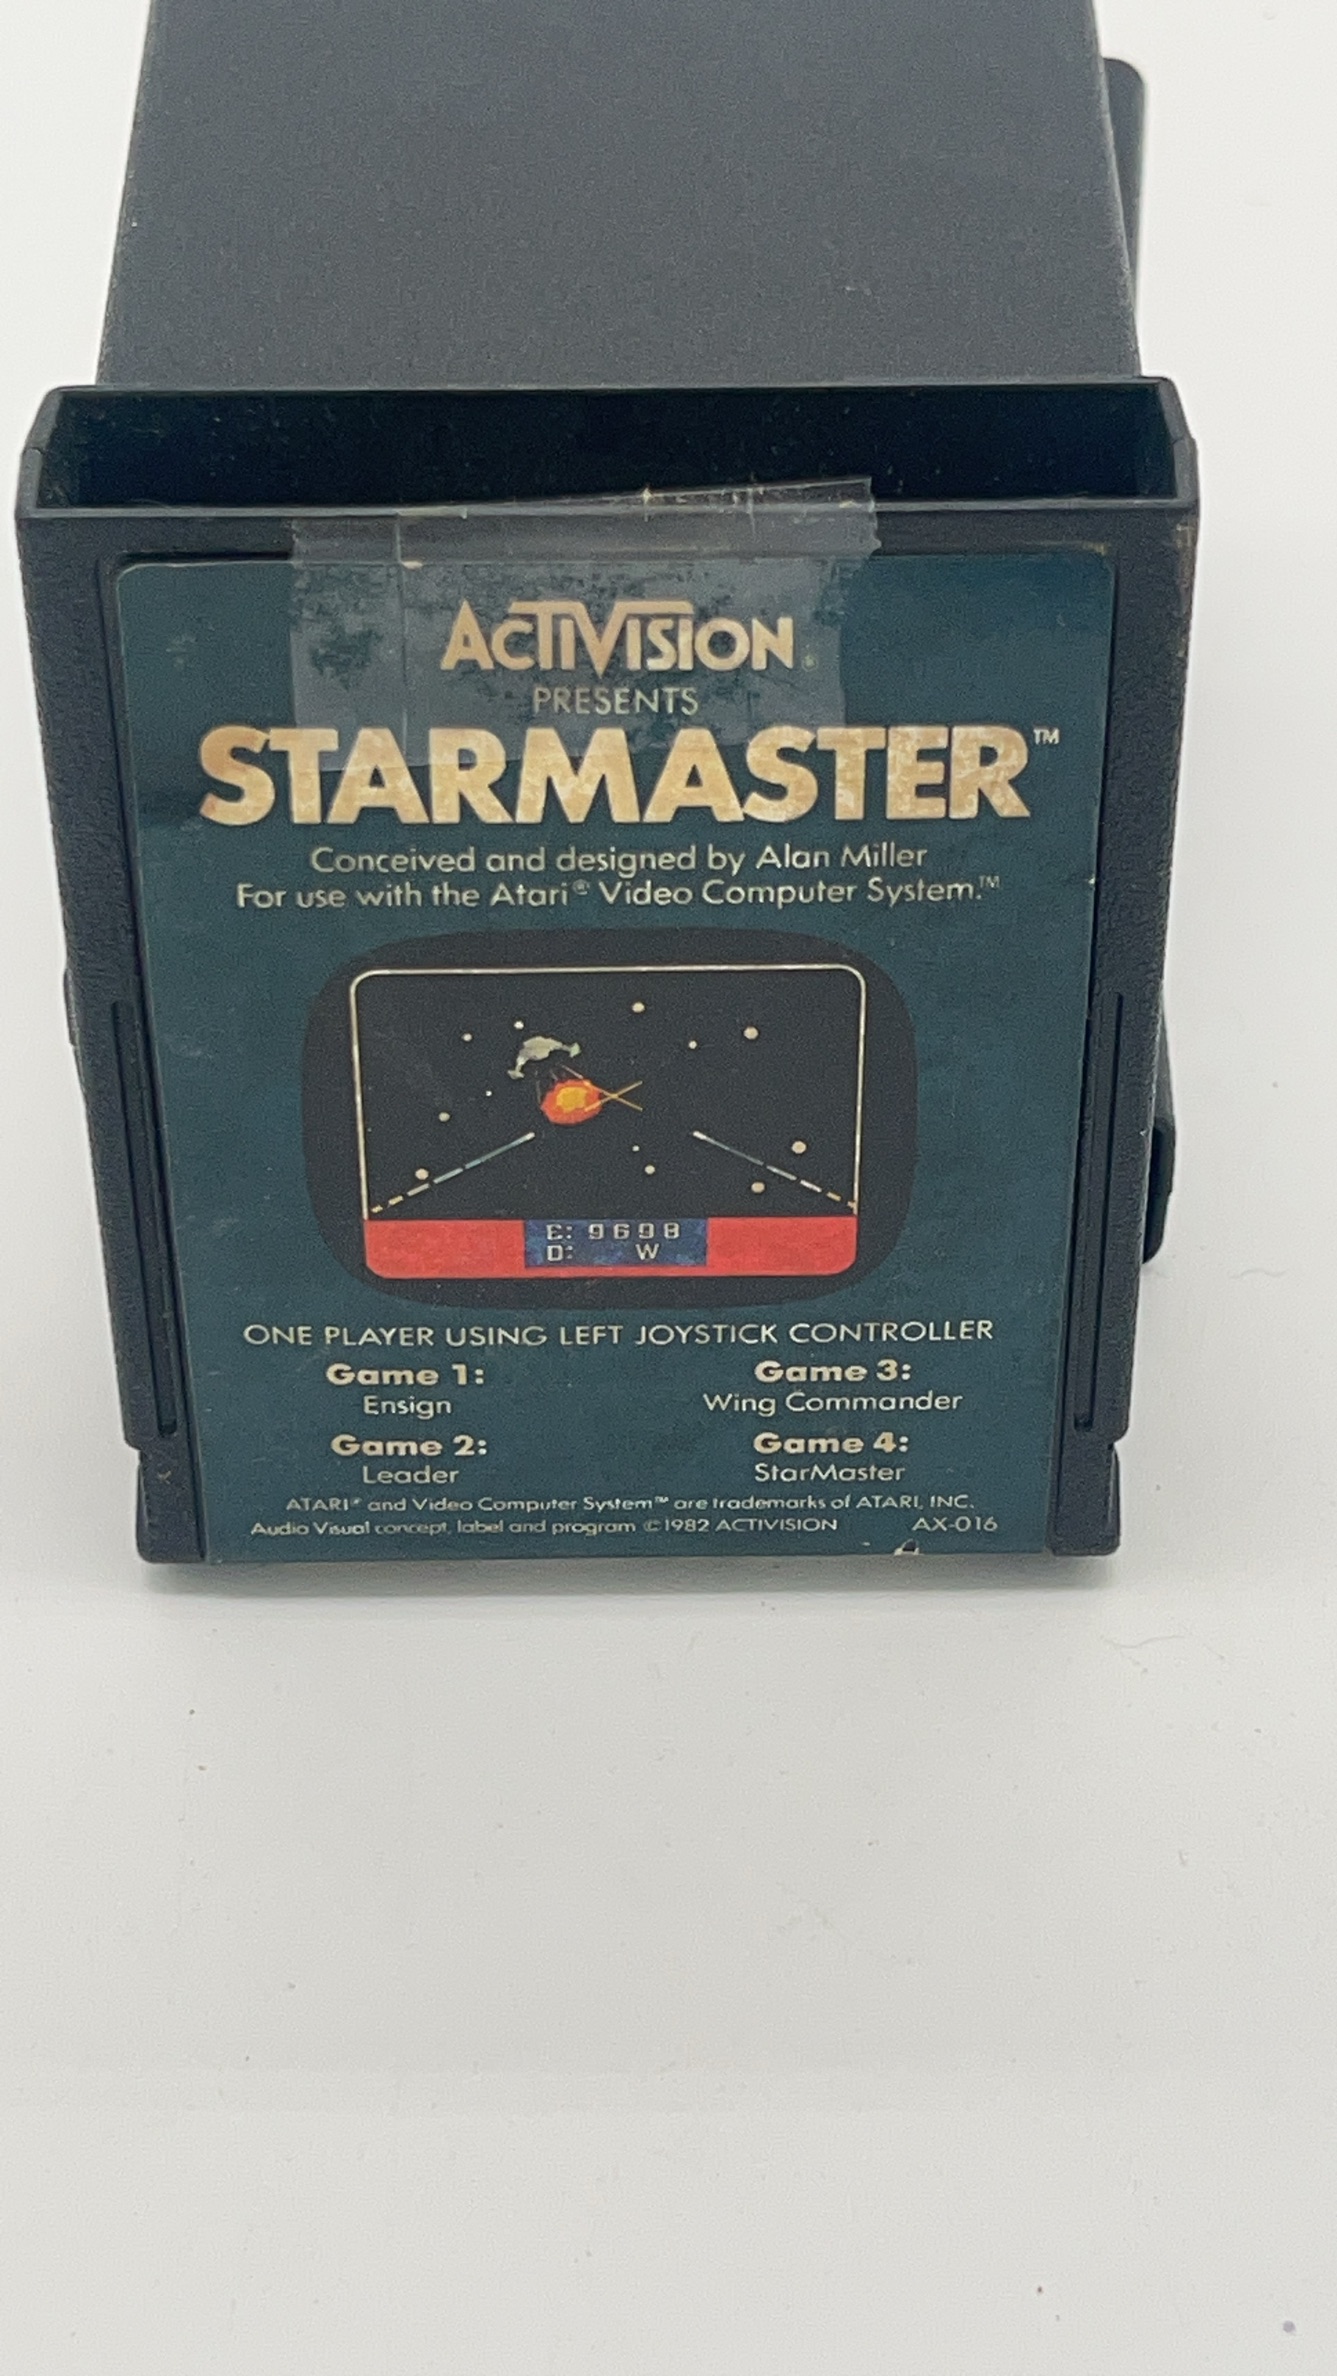 ACTIVISION®
PRESENTS
STARMASTER™
Conceived and designed by Alan Miller
For use with the Atari® Video Computer System.™
E: 9698
D: W
ONE PLAYER USING LEFT JOYSTICK CONTROLLER
Game 1:
Ensign
Game 2:
Leader
Game 3:
Wing Commander
Game 4:
StarMaster
ATARI® and Video Computer System™ are trademarks of ATARI, INC.
Audio Visual concept, label and program ©1982 ACTIVISION AX-016